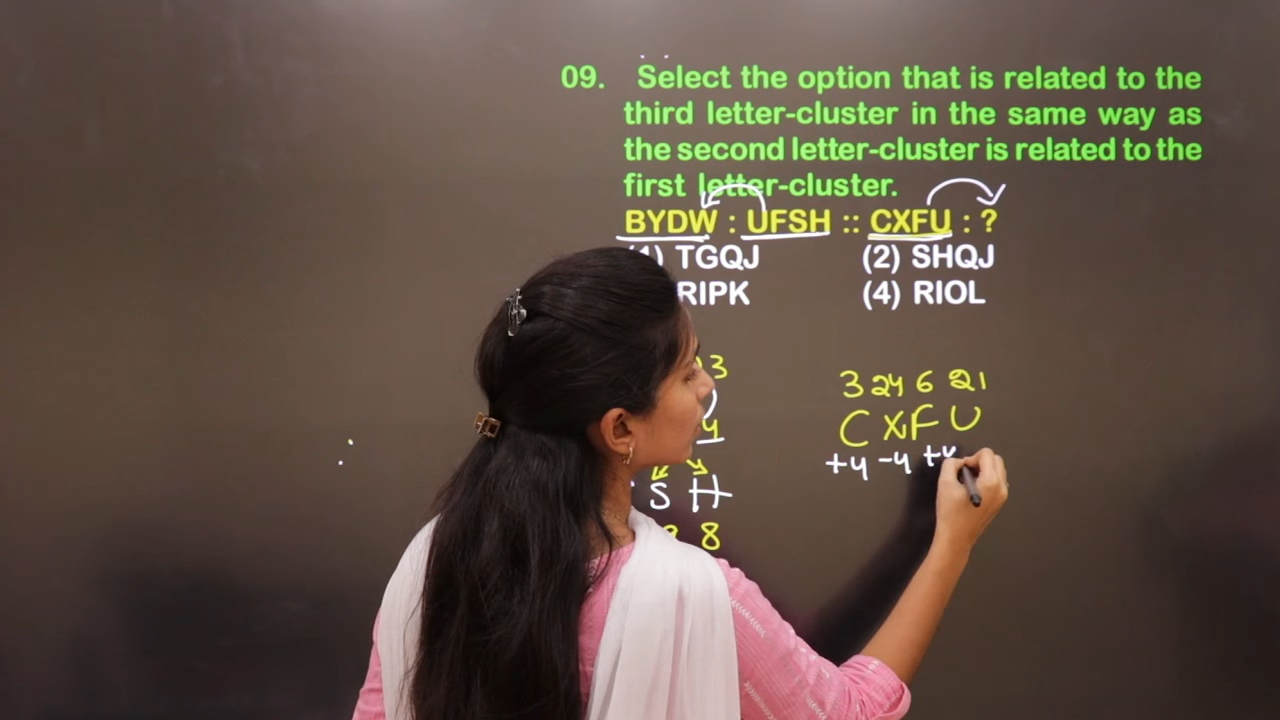 09. Select the option that is related to the
third letter-cluster in the same way as
the second letter-cluster is related to the
first letter-cluster.
BYDW : UFSH :: CXFU : ?
TGQJ (2) SHQJ
RIPK (4) RIOL
3 24 6 21
C X F U
+4 -4 +4
S H
8